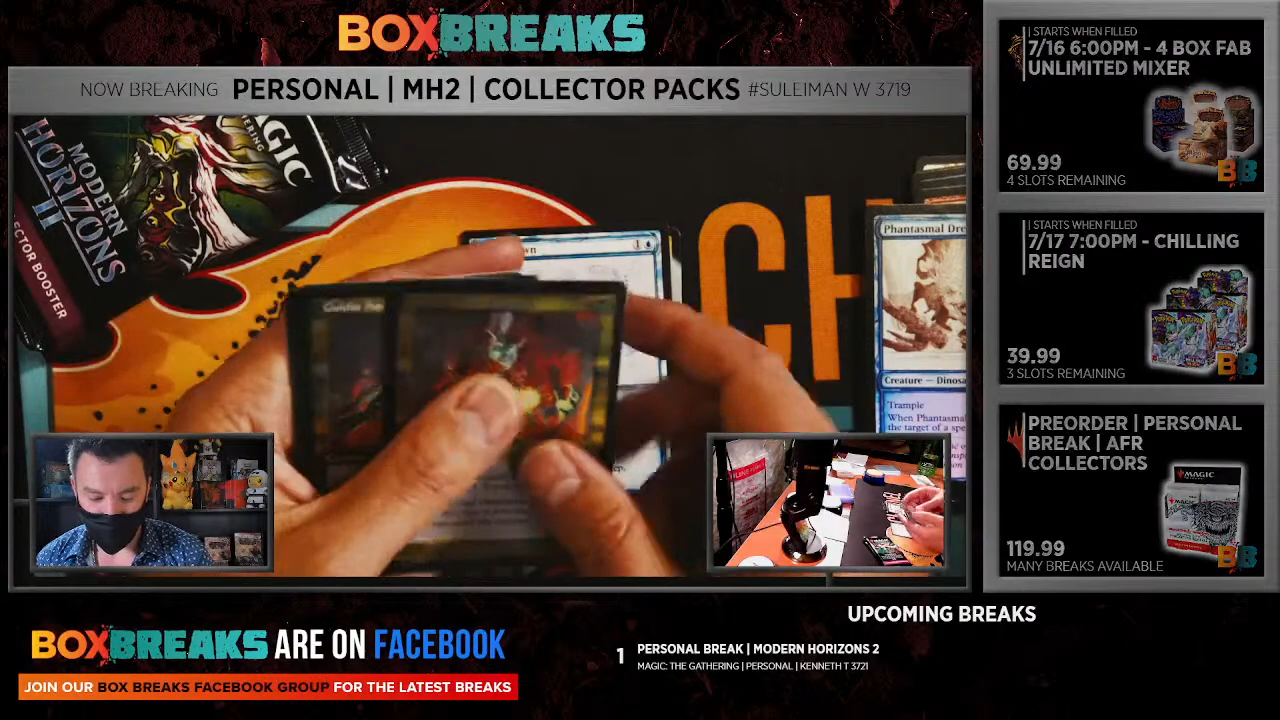 BOXBREAKS
NOW BREAKING PERSONAL | MH2 | COLLECTOR PACKS #SULEIMAN W 3719
MODERN
HORIZONS
II
ECTOR BOOSTER
CH
Phantasmal Dre
Creature — Dinosa
Trample
When Phantasmal
the target of a spe
| STARTS WHEN FILLED
7/16 6:00PM - 4 BOX FAB
UNLIMITED MIXER
69.99
4 SLOTS REMAINING
| STARTS WHEN FILLED
7/17 7:00PM - CHILLING
REIGN
39.99
3 SLOTS REMAINING
PREORDER | PERSONAL
BREAK | AFR
COLLECTORS
MAGIC
119.99
MANY BREAKS AVAILABLE
BOXBREAKS ARE ON FACEBOOK
JOIN OUR BOX BREAKS FACEBOOK GROUP FOR THE LATEST BREAKS
UPCOMING BREAKS
1 PERSONAL BREAK | MODERN HORIZONS 2
MAGIC: THE GATHERING | PERSONAL | KENNETH T 3721